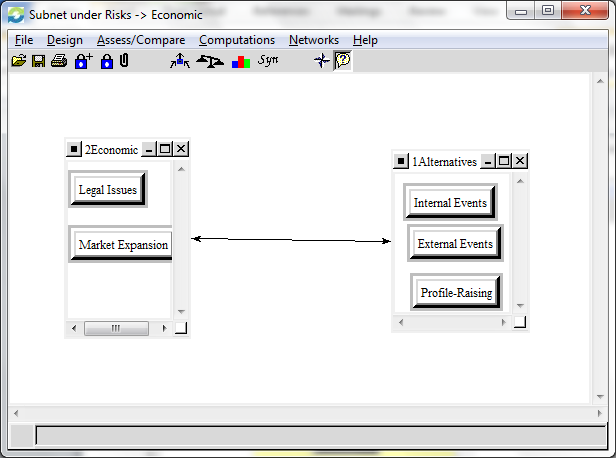 Subnet under Risks -> Economic
File Design Assess/Compare Computations Networks Help
Syn
2Economic
Legal Issues
Market Expansion
1Alternatives
Internal Events
External Events
Profile-Raising